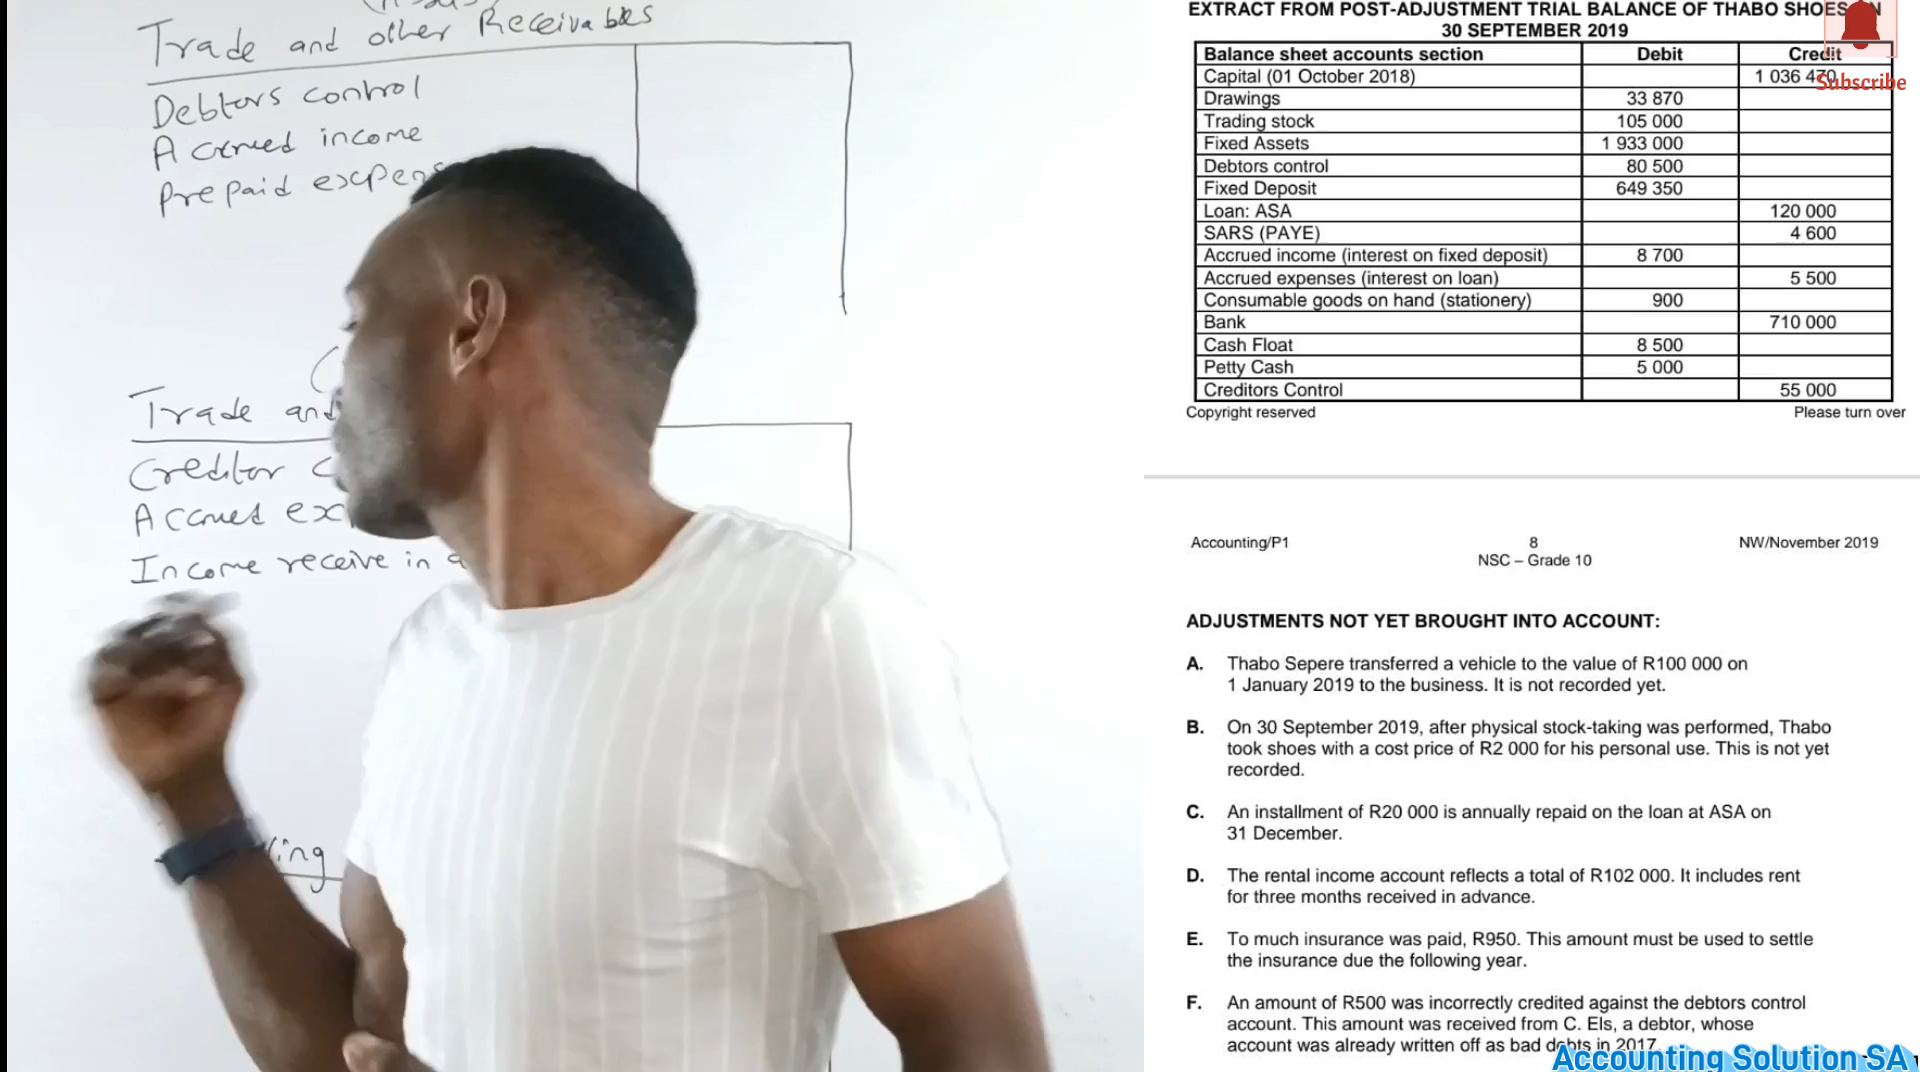 Trade and other Receivables
Debtors control
Accrued income
Prepaid
Trade and
Creditor
Accrued
Income receive in
EXTRACT FROM POST-ADJUSTMENT TRIAL BALANCE OF THABO SHOES
30 SEPTEMBER 2019
Balance sheet accounts section Debit Credit
Capital (01 October 2018) 1 036 470
Drawings 33 870
Trading stock 105 000
Fixed Assets 1 933 000
Debtors control 80 500
Fixed Deposit 649 350
Loan: ASA 120 000
SARS (PAYE) 4 600
Accrued income (interest on fixed deposit) 8 700
Accrued expenses (interest on loan) 5 500
Consumable goods on hand (stationery) 900
Bank 710 000
Cash Float 8 500
Petty Cash 5 000
Creditors Control 55 000
Subscribe
Copyright reserved Please turn over
Accounting/P1 8 NW/November 2019
NSC – Grade 10
ADJUSTMENTS NOT YET BROUGHT INTO ACCOUNT:
A. Thabo Sepere transferred a vehicle to the value of R100 000 on
1 January 2019 to the business. It is not recorded yet.
B. On 30 September 2019, after physical stock-taking was performed, Thabo
took shoes with a cost price of R2 000 for his personal use. This is not yet
recorded.
C. An installment of R20 000 is annually repaid on the loan at ASA on
31 December.
D. The rental income account reflects a total of R102 000. It includes rent
for three months received in advance.
E. To much insurance was paid, R950. This amount must be used to settle
the insurance due the following year.
F. An amount of R500 was incorrectly credited against the debtors control
account. This amount was received from C. Els, a debtor, whose
account was already written off as bad debts in 2017.
Accounting Solution SA